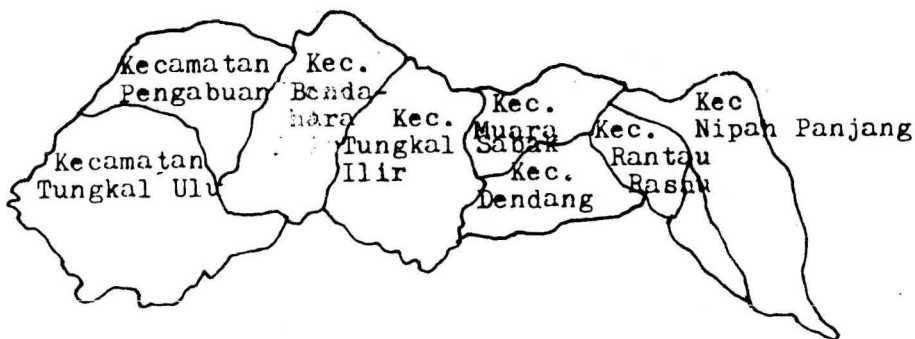 Kecamatan
Pengabuan
Kec.
Benda-
hara
Kecamatan
Tungkal Ulu
Kec.
Tungkal
Ilir
Kec.
Muara
Sabak
Kec.
Dendang
Kec.
Rantau
Rashu
Kec
Nipah Panjang